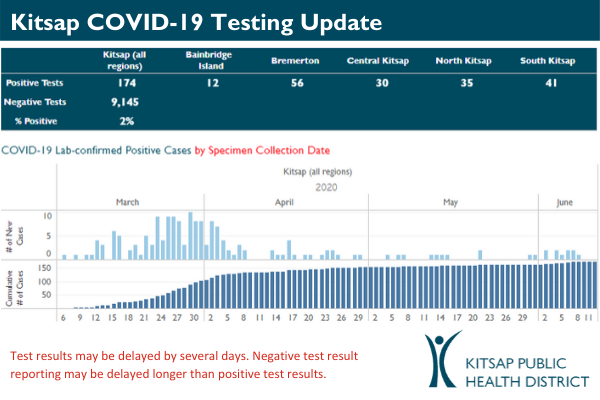 Kitsap COVID-19 Testing Update
Kitsap (all regions) Bainbridge Island Bremerton Central Kitsap North Kitsap South Kitsap
Positive Tests 174 12 56 30 35 41
Negative Tests 9,145
% Positive 2%
COVID-19 Lab-confirmed Positive Cases by Specimen Collection Date
Kitsap (all regions)
2020
March April May June
# of New Cases
10
5
0
Cumulative # of Cases
150
100
50
6 9 12 15 18 21 24 27 30 2 5 8 11 14 17 20 23 26 29 2 5 8 11 14 17 20 23 26 29 2 5 8 11
Test results may be delayed by several days. Negative test result
reporting may be delayed longer than positive test results.
KITSAP PUBLIC
HEALTH DISTRICT